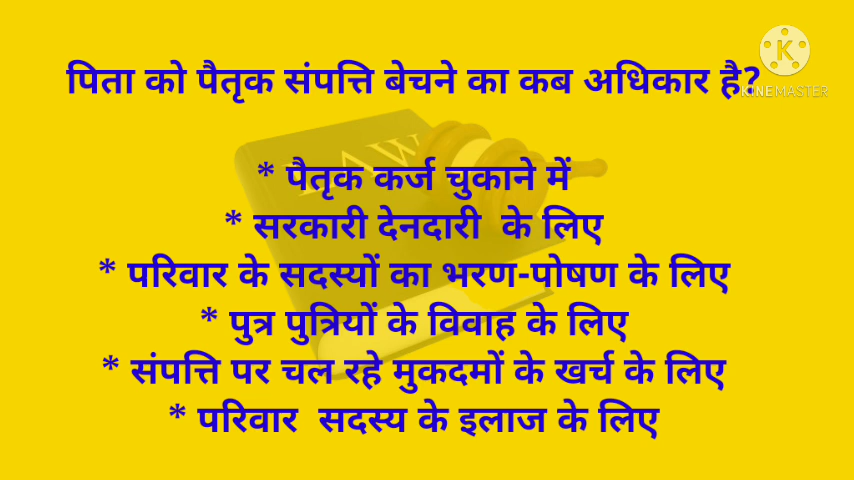 K
KINEMASTER
पिता को पैतृक संपत्ति बेचने का कब अधिकार है?
LAW
* पैतृक कर्ज चुकाने में
* सरकारी देनदारी के लिए
* परिवार के सदस्यों का भरण-पोषण के लिए
* पुत्र पुत्रियों के विवाह के लिए
* संपत्ति पर चल रहे मुकदमों के खर्च के लिए
* परिवार सदस्य के इलाज के लिए